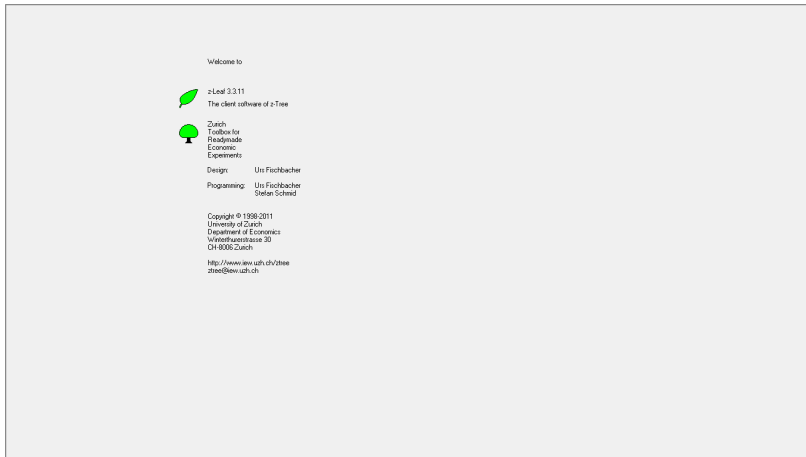 Welcome to
z-Leaf 3.3.11
The client software of z-Tree
Zurich
Toolbox for
Readymade
Economic
Experiments
Design: Urs Fischbacher
Programming: Urs Fischbacher
Stefan Schmid
Copyright © 1998-2011
University of Zurich
Department of Economics
Winterthurerstrasse 30
CH-8006 Zurich
http://www.iew.uzh.ch/ztree
ztree@iew.uzh.ch